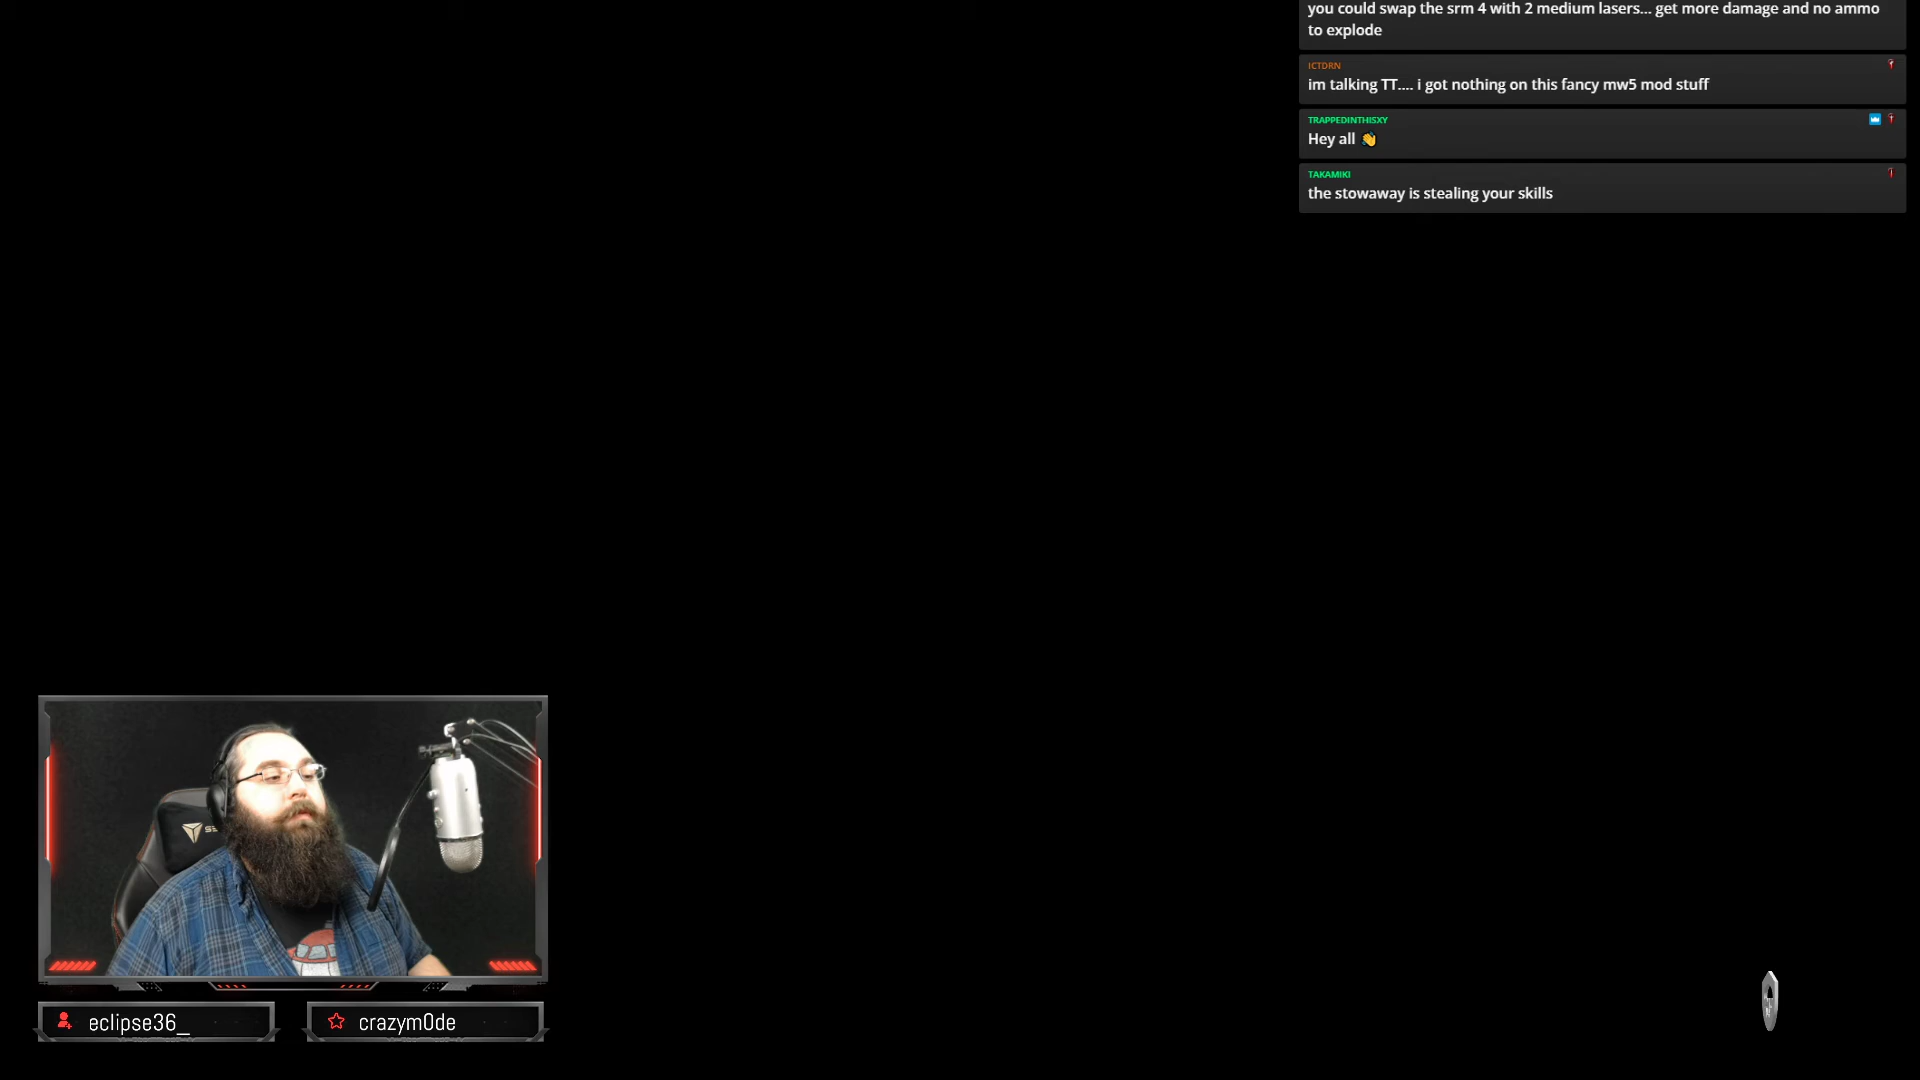 you could swap the srm 4 with 2 medium lasers... get more damage and no ammo
to explode
ICTDRN
im talking TT.... i got nothing on this fancy mw5 mod stuff
TRAPPEDINTHISXY
Hey all 👋
TAKAMIKI
the stowaway is stealing your skills
eclipse36_
crazym0de